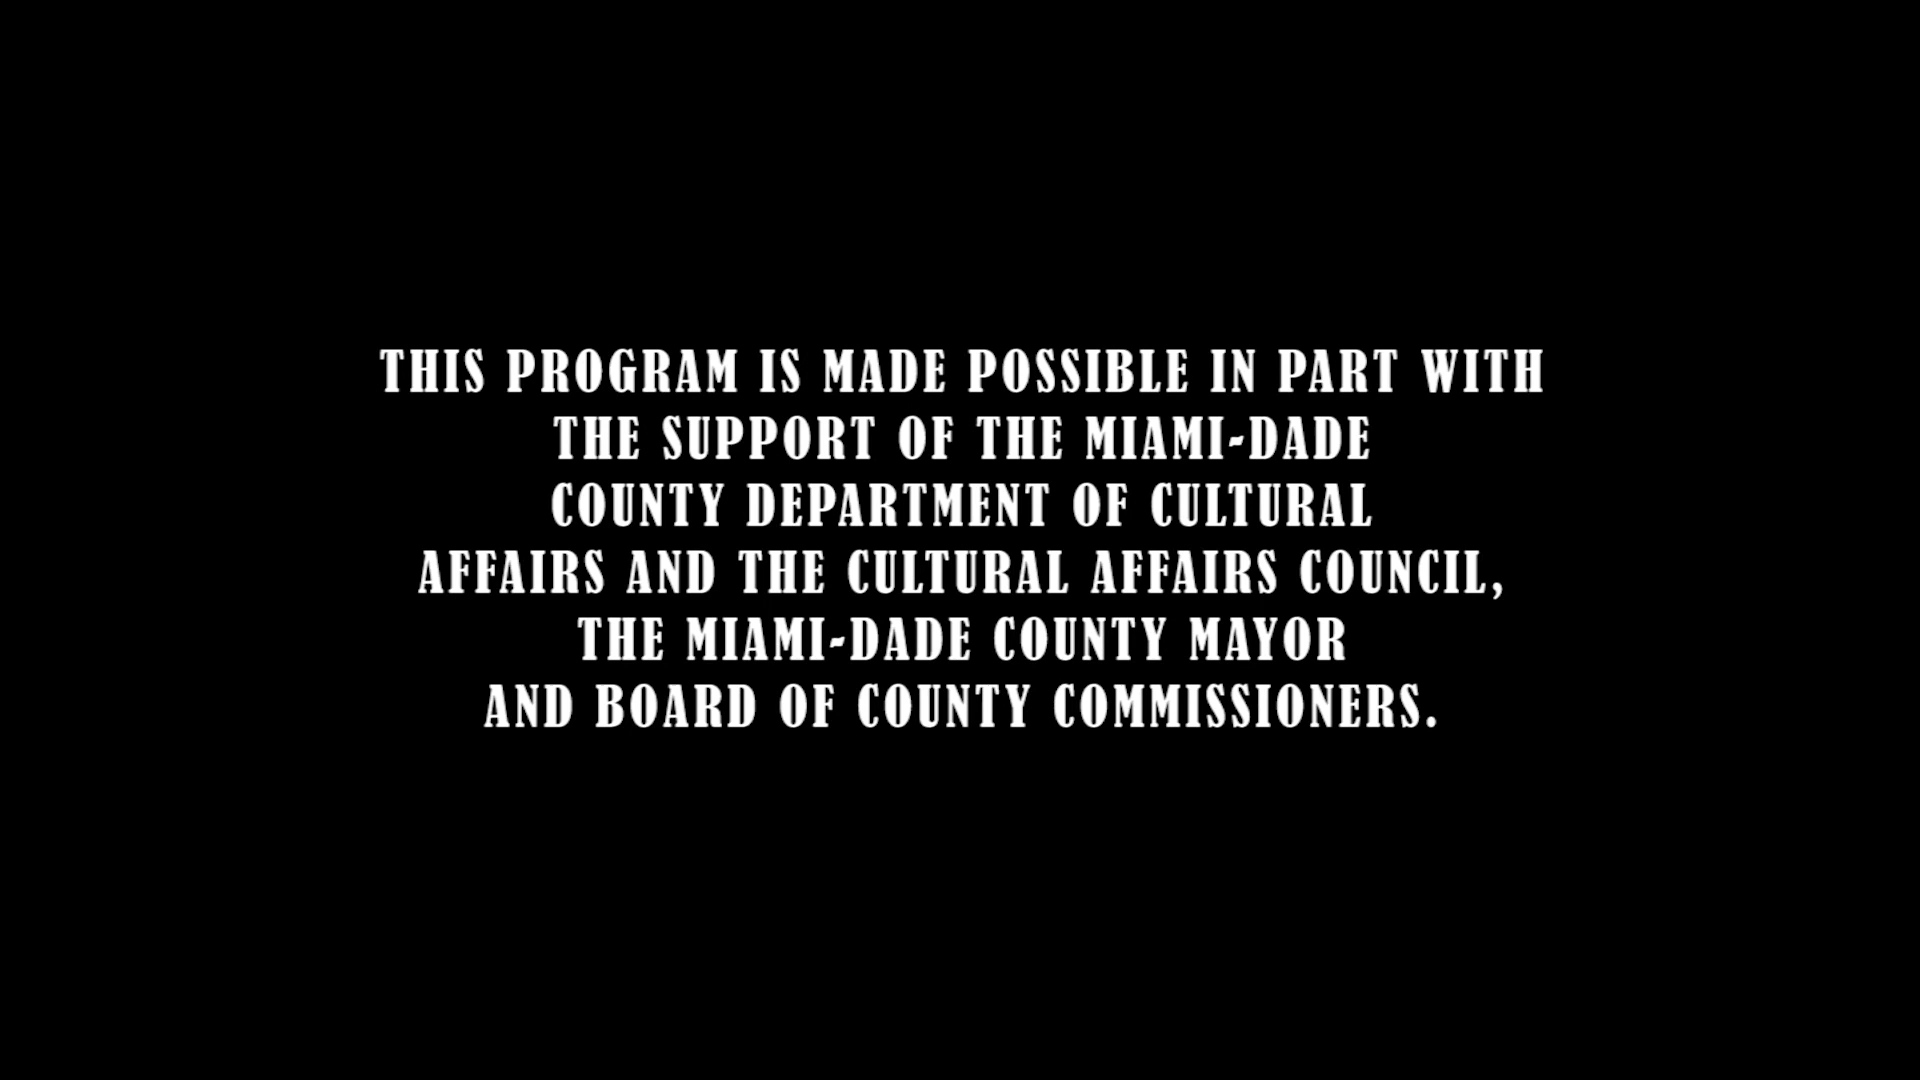 THIS PROGRAM IS MADE POSSIBLE IN PART WITH
THE SUPPORT OF THE MIAMI-DADE
COUNTY DEPARTMENT OF CULTURAL
AFFAIRS AND THE CULTURAL AFFAIRS COUNCIL,
THE MIAMI-DADE COUNTY MAYOR
AND BOARD OF COUNTY COMMISSIONERS.